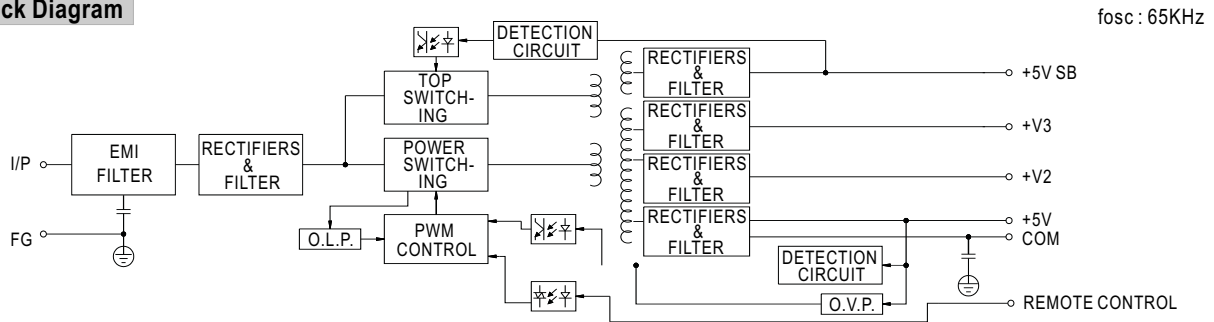 ck Diagram
fosc : 65KHz
DETECTION
CIRCUIT
RECTIFIERS
&
FILTER
+5V SB
TOP
SWITCH-
ING
RECTIFIERS
&
FILTER
+V3
I/P
EMI
FILTER
RECTIFIERS
&
FILTER
POWER
SWITCH-
ING
RECTIFIERS
&
FILTER
+V2
RECTIFIERS
&
FILTER
+5V
COM
FG
O.L.P.
PWM
CONTROL
DETECTION
CIRCUIT
O.V.P.
REMOTE CONTROL